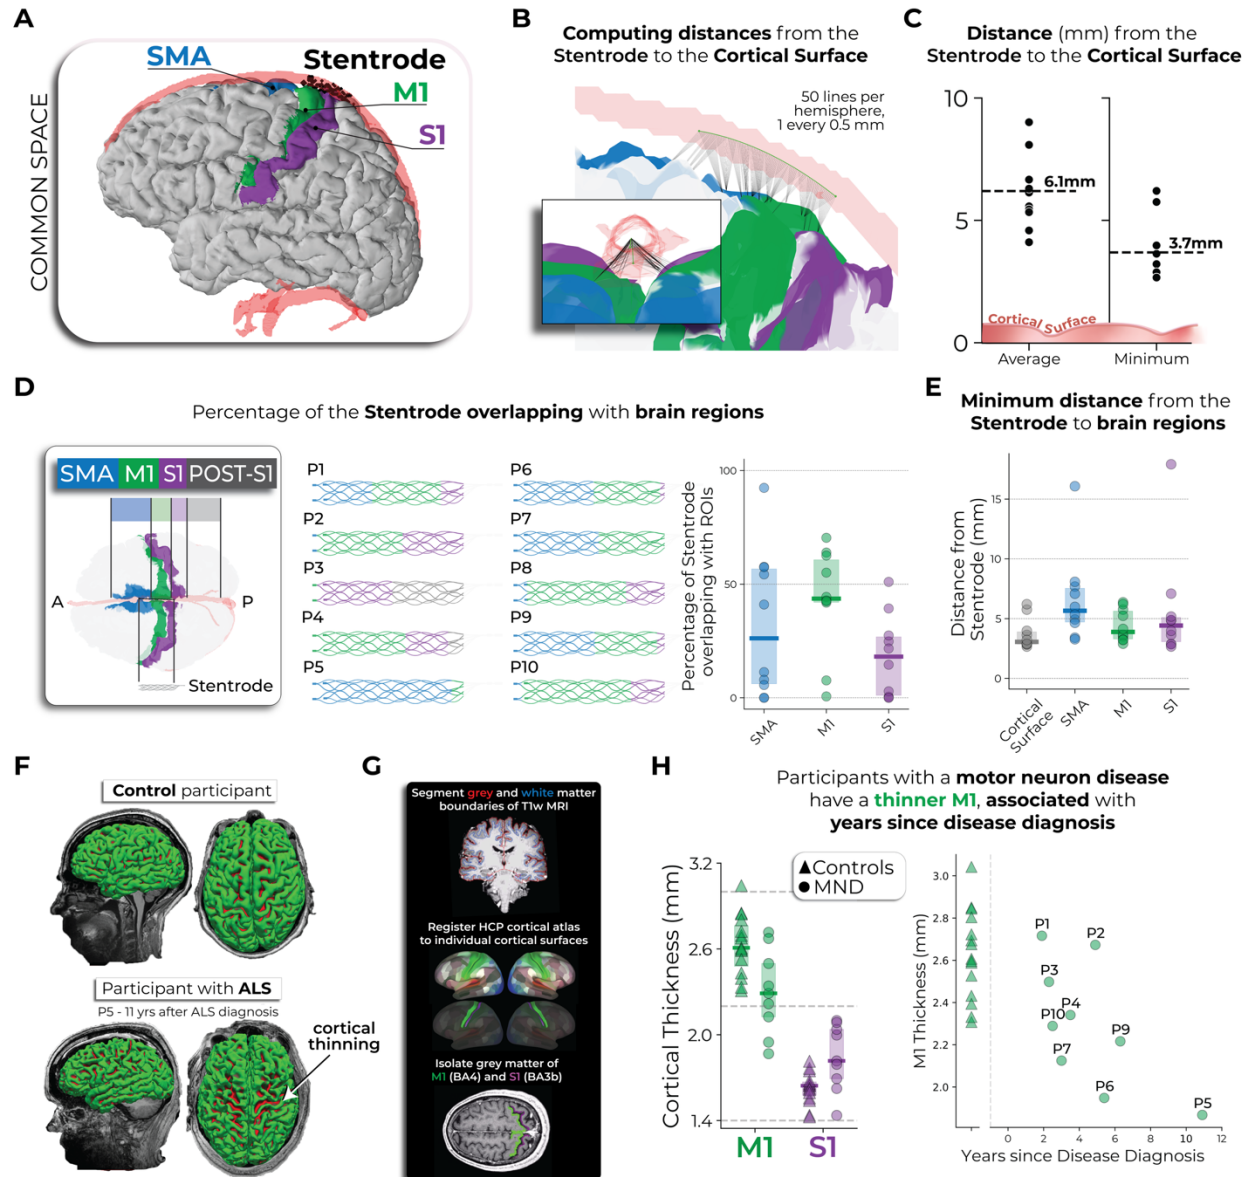 A
COMMON SPACE
SMA
Stentrode
M1
S1
B
Computing distances from the
Stentrode to the Cortical Surface
50 lines per
hemisphere,
1 every 0.5 mm
C
Distance (mm) from the
Stentrode to the Cortical Surface
10
5
0
6.1mm
3.7mm
Cortical Surface
Average
Minimum
D
Percentage of the Stentrode overlapping with brain regions
SMA M1 S1 POST-S1
A
P
Stentrode
P1
P2
P3
P4
P5
P6
P7
P8
P9
P10
Percentage of Stentrode
overlapping with ROIs
100
50
0
SMA
M1
S1
E
Minimum distance from the
Stentrode to brain regions
Distance from
Stentrode (mm)
15
10
5
0
Cortical
Surface
SMA
M1
S1
F
Control participant
Participant with ALS
P5 - 11 yrs after ALS diagnosis
cortical
thinning
G
Segment grey and white matter
boundaries of T1w MRI
Register HCP cortical atlas
to individual cortical surfaces
Isolate grey matter of
M1 (BA4) and S1 (BA3b)
H
Participants with a motor neuron disease
have a thinner M1, associated with
years since disease diagnosis
Cortical Thickness (mm)
3.2
2.6
2.0
1.4
Controls
MND
M1
S1
M1 Thickness (mm)
3.0
2.8
2.6
2.4
2.2
2.0
P1
P2
P3
P4
P10
P7
P9
P6
P5
0 2 4 6 8 10 12
Years since Disease Diagnosis